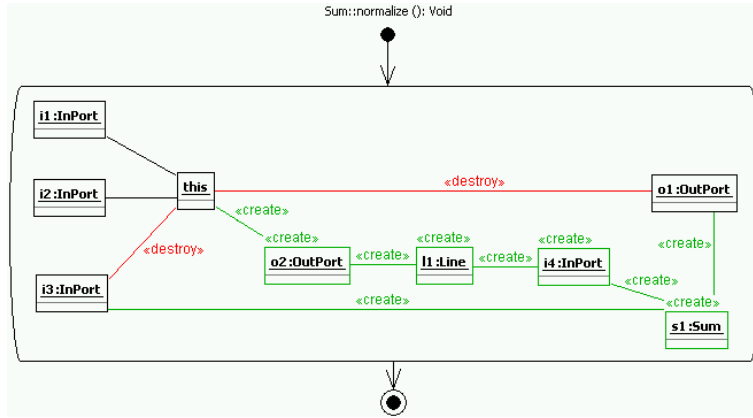 Sum::normalize (): Void
i1:InPort
i2:InPort
this
«destroy»
o1:OutPort
«create»
«destroy»
«create»
«create»
«create»
«create»
«create»
o2:OutPort
l1:Line
i4:InPort
«create»
i3:InPort
«create»
«create»
«create»
s1:Sum